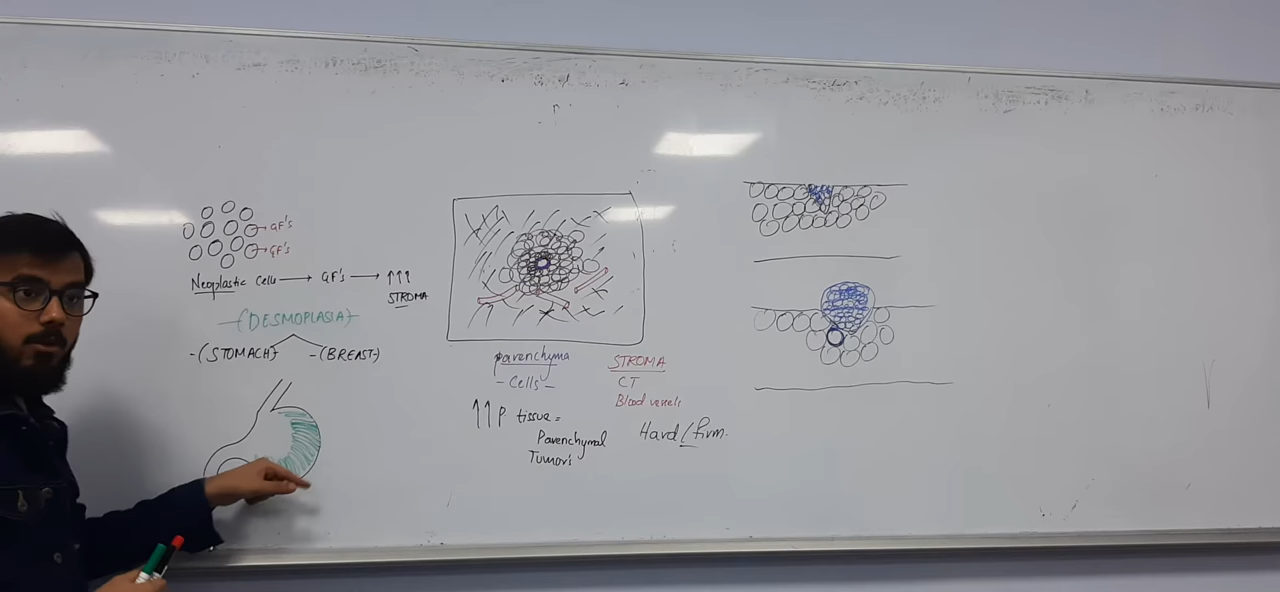 GF's
GF's
Neoplastic Cells → GF's → ↑↑↑
STROMA
-(DESMOPLASIA)-
-(STOMACH) -(BREAST)
parenchyma
- Cells -
↑↑ P tissue =
Parenchymal
Tumors
STROMA
CT
Blood vessels
Hard/firm.